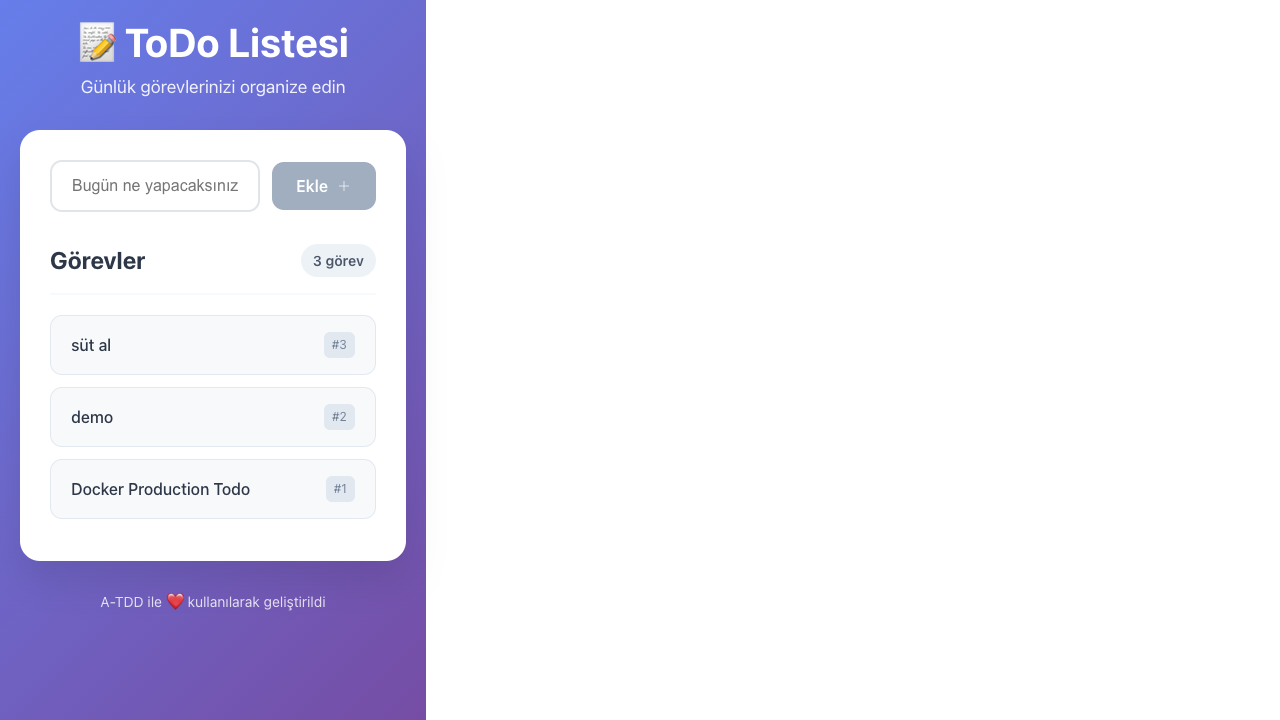 📝 ToDo Listesi
Günlük görevlerinizi organize edin
Bugün ne yapacaksınız
Ekle +
Görevler
3 görev
süt al
#3
demo
#2
Docker Production Todo
#1
A-TDD ile ❤️ kullanılarak geliştirildi